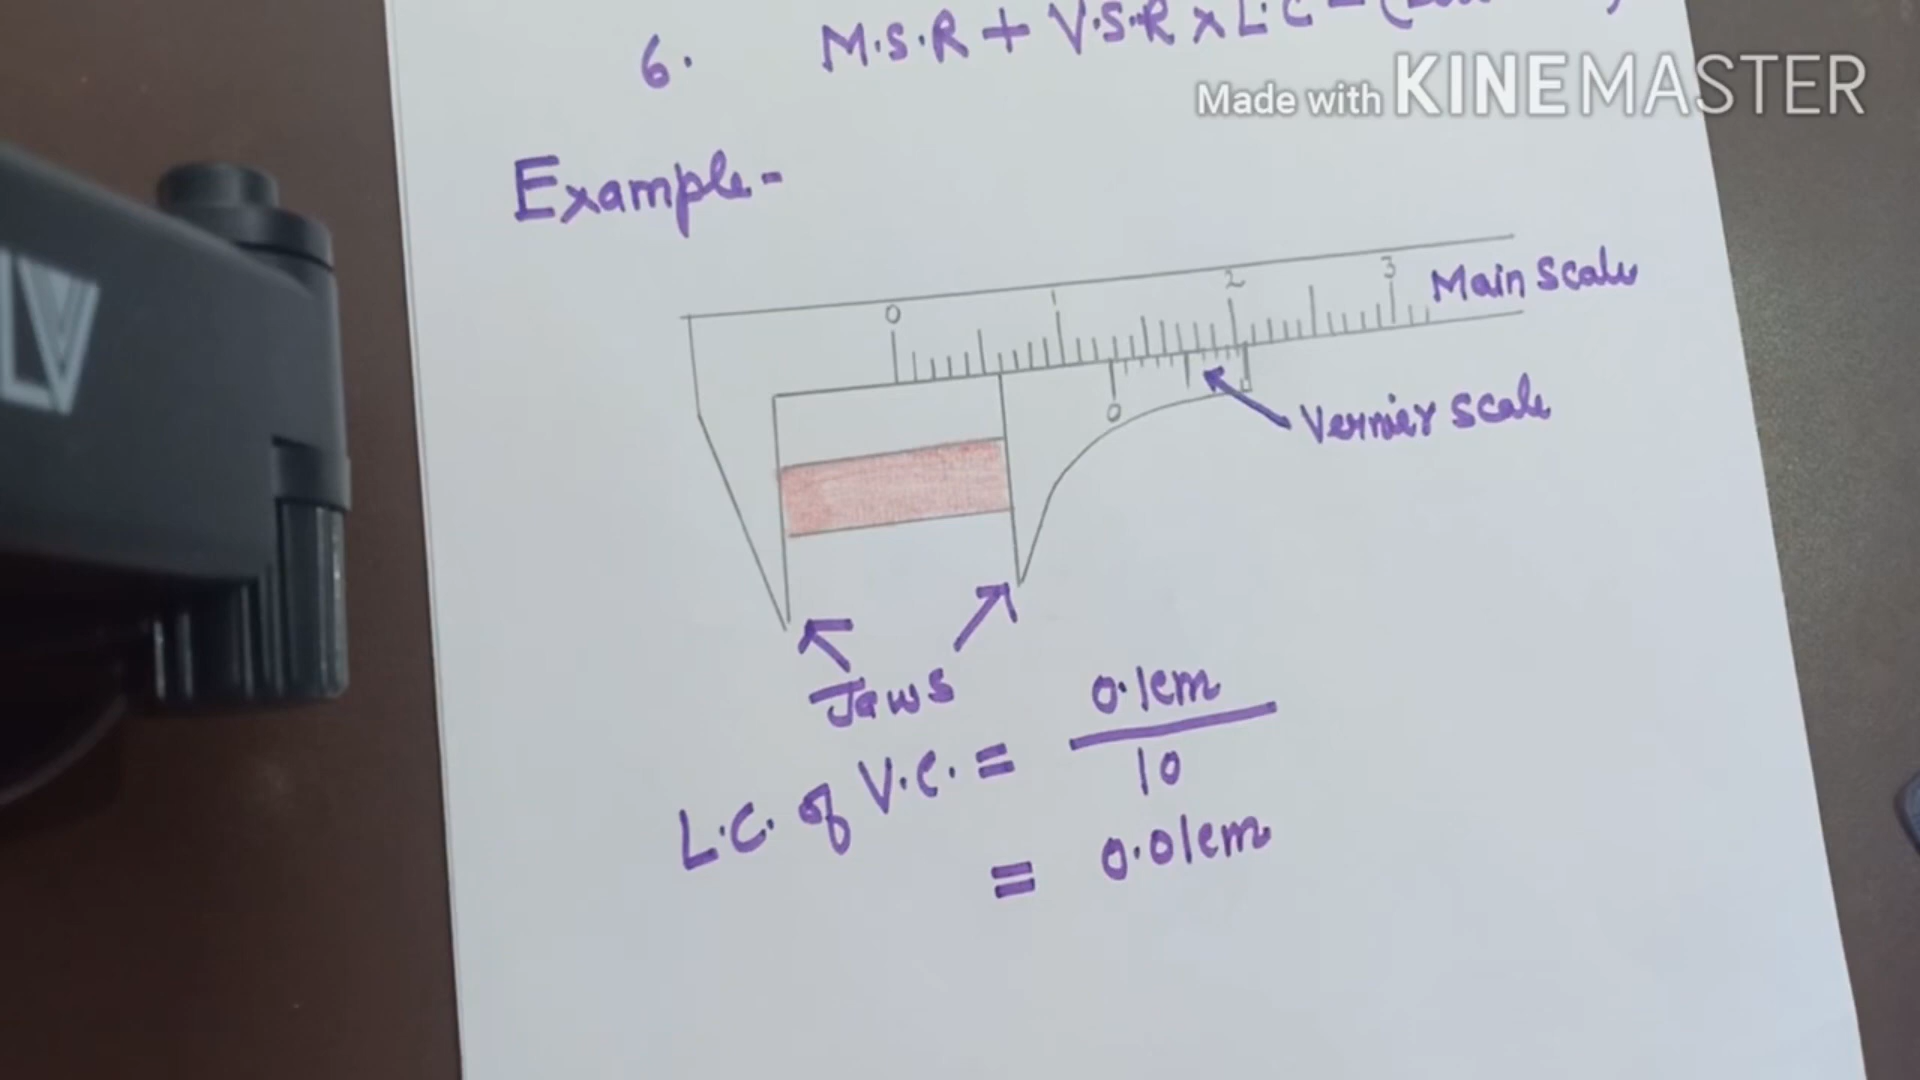 6. M.S.R + V.S.R x L.C
Made with KINEMASTER
Example-
0 1 2 3 Main Scale
0
Vernier Scale
Jaws
L.C. of V.C. = 0.1cm
10
= 0.01cm
LV